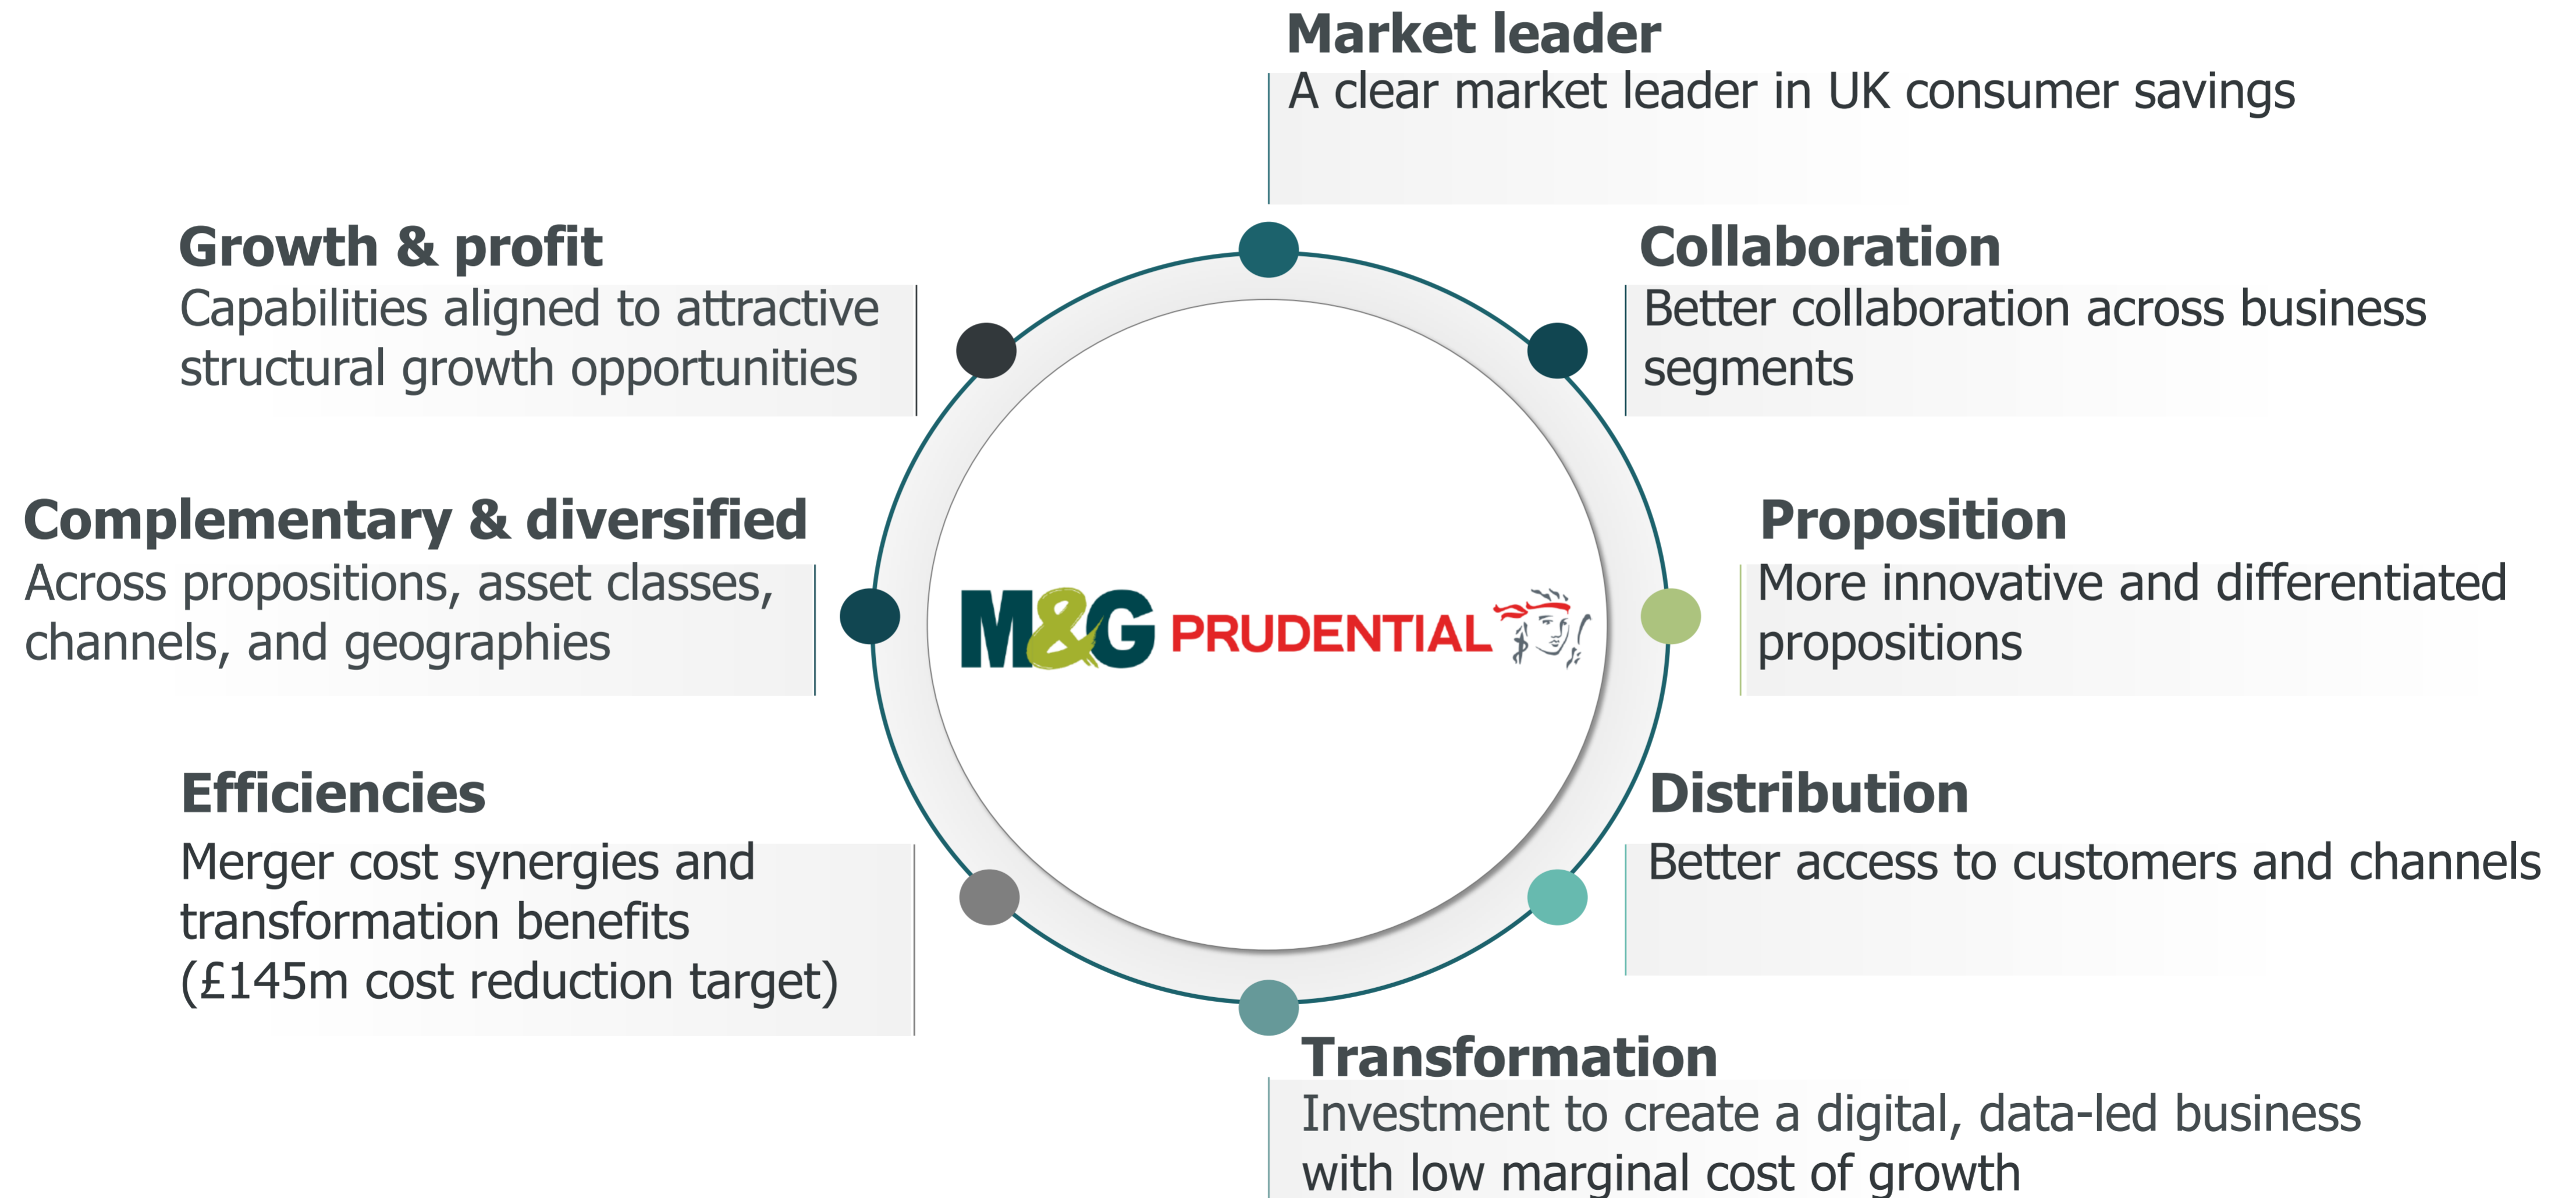 Market leader
A clear market leader in UK consumer savings
Growth & profit
Capabilities aligned to attractive
structural growth opportunities
Collaboration
Better collaboration across business
segments
Complementary & diversified
Across propositions, asset classes,
channels, and geographies
M&G PRUDENTIAL
Proposition
More innovative and differentiated
propositions
Efficiencies
Merger cost synergies and
transformation benefits
(£145m cost reduction target)
Distribution
Better access to customers and channels
Transformation
Investment to create a digital, data-led business
with low marginal cost of growth